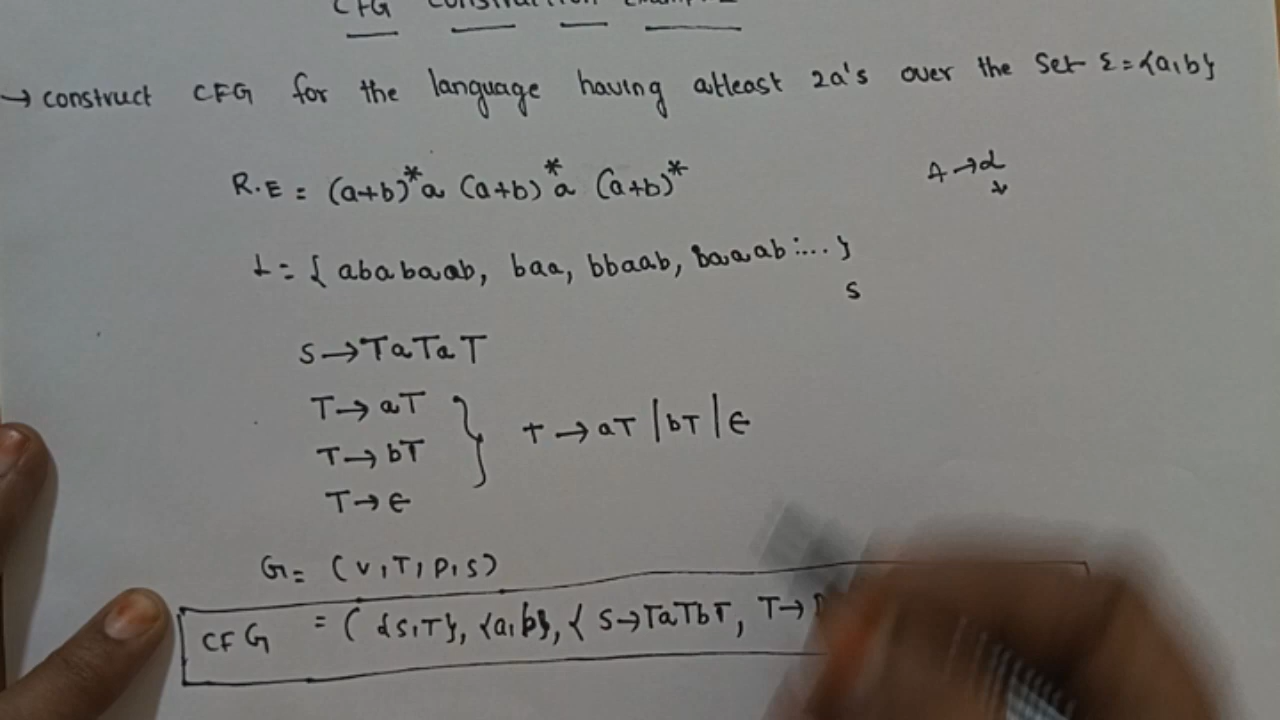 CFG
→ construct CFG for the language having atleast 2a's over the Set Σ={a,b}
R.E = (a+b)*a (a+b)*a (a+b)*
A→α
L = { ababaab, baa, bbaab, baaab .... }
S
S→TaTaT
T→aT
T→bT } T→aT|bT|ϵ
T→ϵ
G = (V,T,P,S)
CFG = ( {S,T}, {a,b}, { S→TaTbT, T→